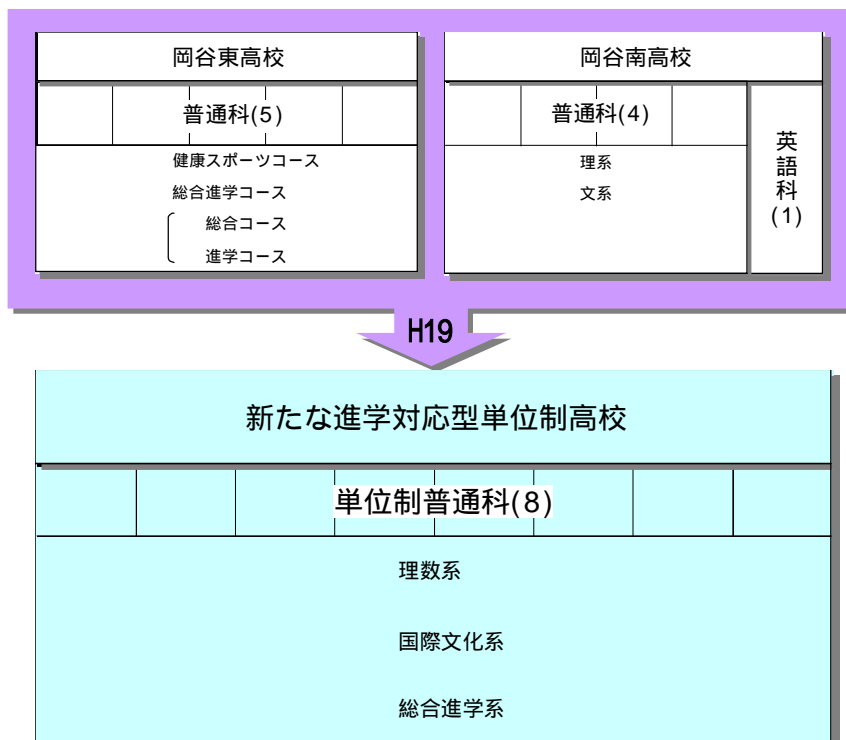 岡谷東高校
普通科(5)
健康スポーツコース
総合進学コース
総合コース
進学コース
岡谷南高校
普通科(4)
理系
文系
英語科(1)
H19
新たな進学対応型単位制高校
単位制普通科(8)
理数系
国際文化系
総合進学系